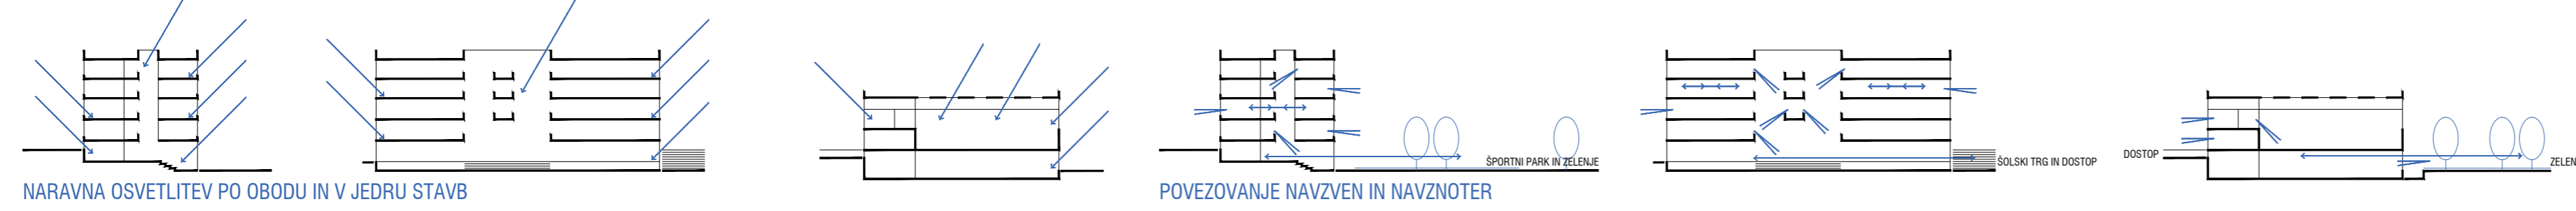 ŠPORTNI PARK IN ZELENJE
ŠOLSKI TRG IN DOSTOP
DOSTOP
ZELEN
NARAVNA OSVETLITEV PO OBODU IN V JEDRU STAVB
POVEZOVANJE NAVZVEN IN NAVZNOTER